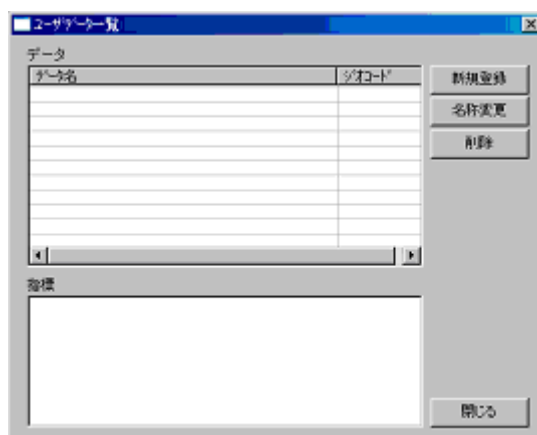 ﾕｰｻﾞﾃﾞｰﾀ一覧
データ
ﾃﾞｰﾀ名
ｼﾞｵｺｰﾄﾞ
新規登録
名称変更
削除
指標
閉じる